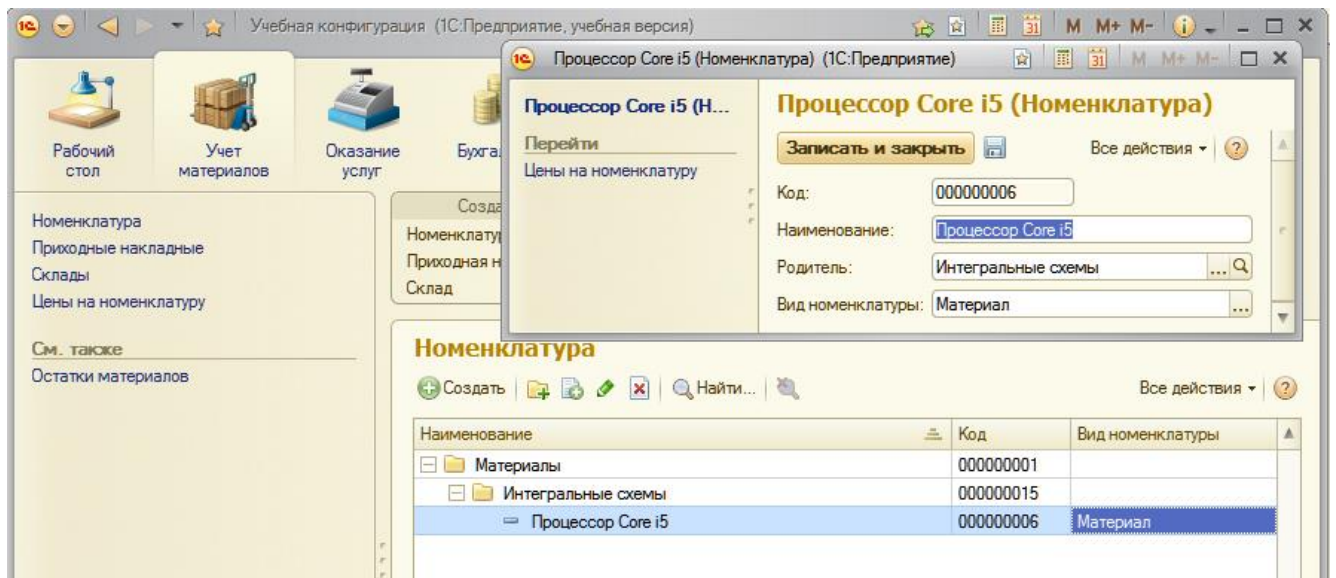 Учебная конфигурация (1С:Предприятие, учебная версия)
M M+ M-
Процессор Core i5 (Номенклатура) (1С:Предприятие)
M M+ M-
Рабочий
стол
Учет
материалов
Оказание
услуг
Бухга
Номенклатура
Приходные накладные
Склады
Цены на номенклатуру
См. также
Остатки материалов
Созда
Номенклату
Приходная н
Склад
Процессор Core i5 (Н...
Перейти
Цены на номенклатуру
Процессор Core i5 (Номенклатура)
Записать и закрыть
Все действия
Код: 000000006
Наименование: Процессор Core i5
Родитель: Интегральные схемы ...
Вид номенклатуры: Материал ...
Номенклатура
Создать Найти... Все действия
Наименование Код Вид номенклатуры
Материалы 000000001
Интегральные схемы 000000015
Процессор Core i5 000000006 Материал